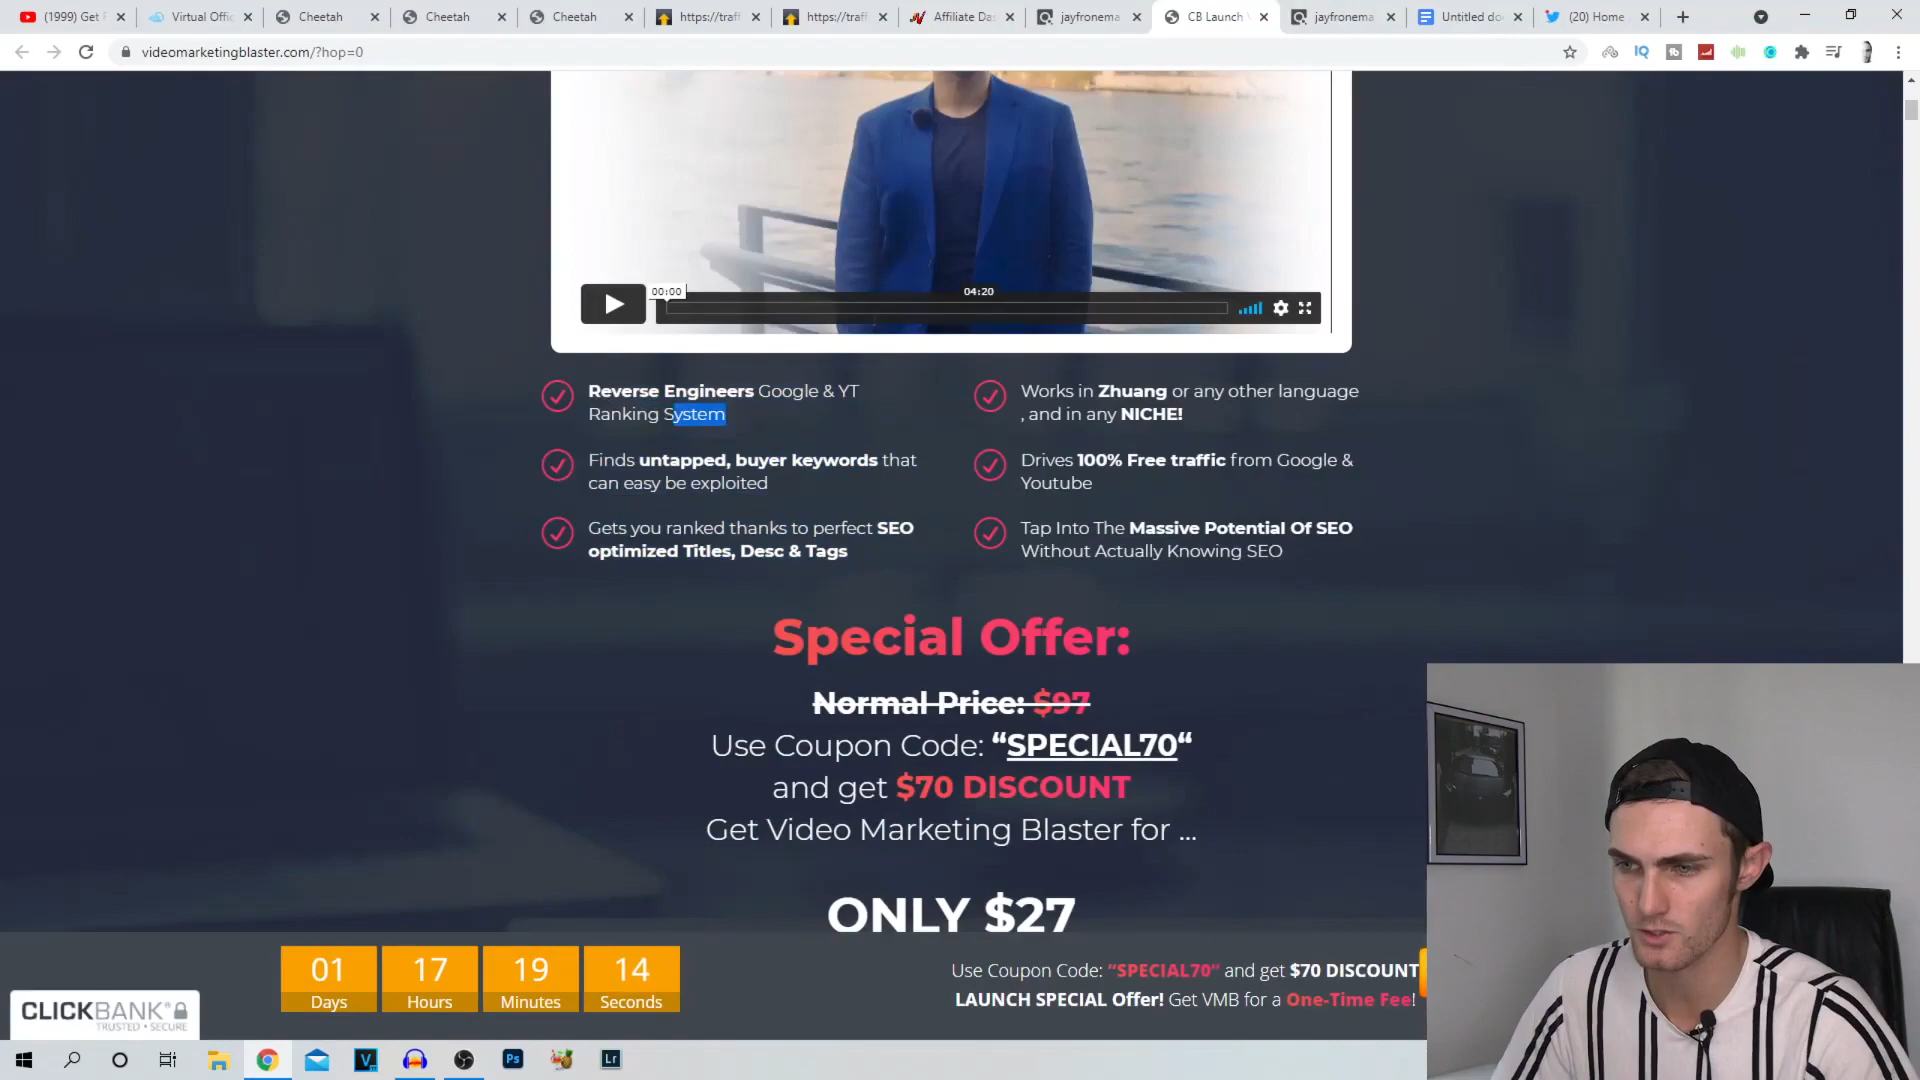 (1999) Get F
Virtual Offic
Cheetah
Cheetah
Cheetah
https://traff
https://traff
Affiliate Da
jayfronema
CB Launch
jayfronema
Untitled do
(20) Home
videomarketingblaster.com/?hop=0
00:00
04:20
Reverse Engineers Google & YT
Ranking System
Works in Zhuang or any other language
, and in any NICHE!
Finds untapped, buyer keywords that
can easy be exploited
Drives 100% Free traffic from Google &
Youtube
Gets you ranked thanks to perfect SEO
optimized Titles, Desc & Tags
Tap Into The Massive Potential Of SEO
Without Actually Knowing SEO
Special Offer:
Normal Price: $97
Use Coupon Code: “SPECIAL70“
and get $70 DISCOUNT
Get Video Marketing Blaster for ...
ONLY $27
01
Days
17
Hours
19
Minutes
14
Seconds
Use Coupon Code: “SPECIAL70” and get $70 DISCOUNT
LAUNCH SPECIAL Offer! Get VMB for a One-Time Fee!
CLICKBANK®
TRUSTED • SECURE
IQ
V
Ps
Lr